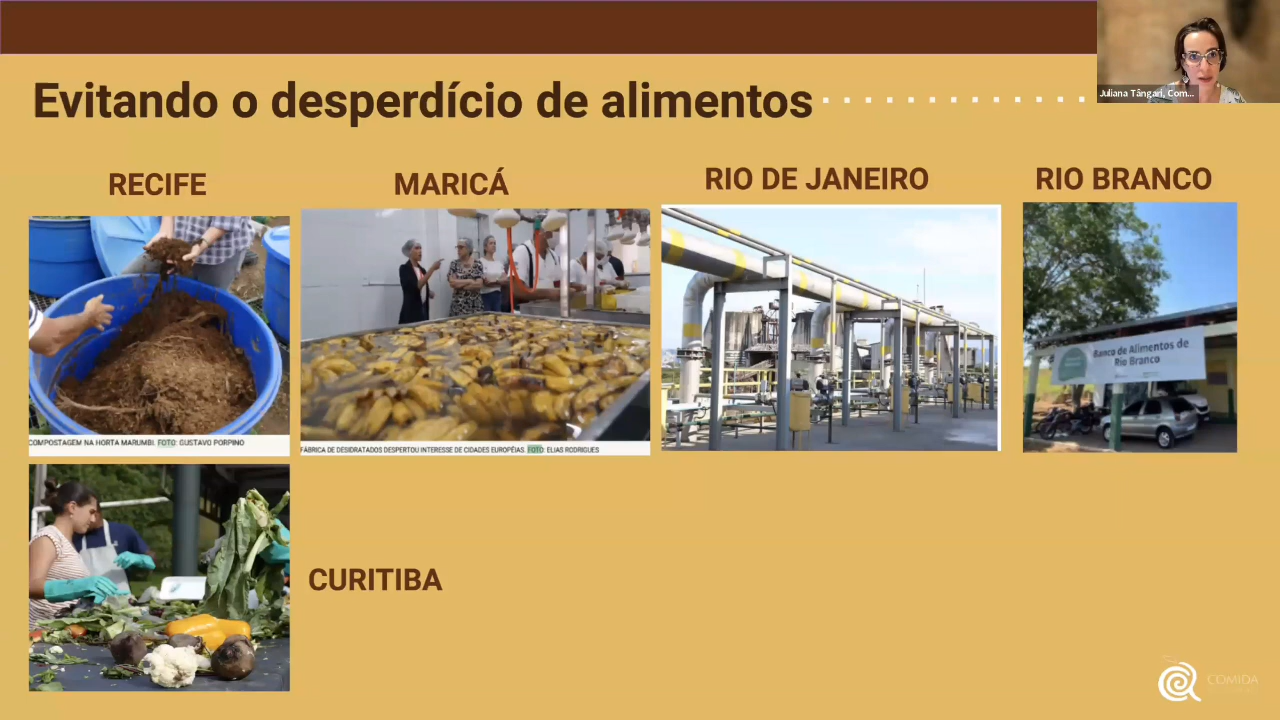 Juliana Tângari, Com...
Evitando o desperdício de alimentos
RECIFE
MARICÁ
RIO DE JANEIRO
RIO BRANCO
Banco de Alimentos de
Rio Branco
COMPOSTAGEM NA HORTA MARUMBI. FOTO: GUSTAVO PORPINO
FÁBRICA DE DESIDRATADOS DESPERTOU INTERESSE DE CIDADES EUROPÉIAS. FOTO: ELIAS RODRIGUES
CURITIBA
COMIDA